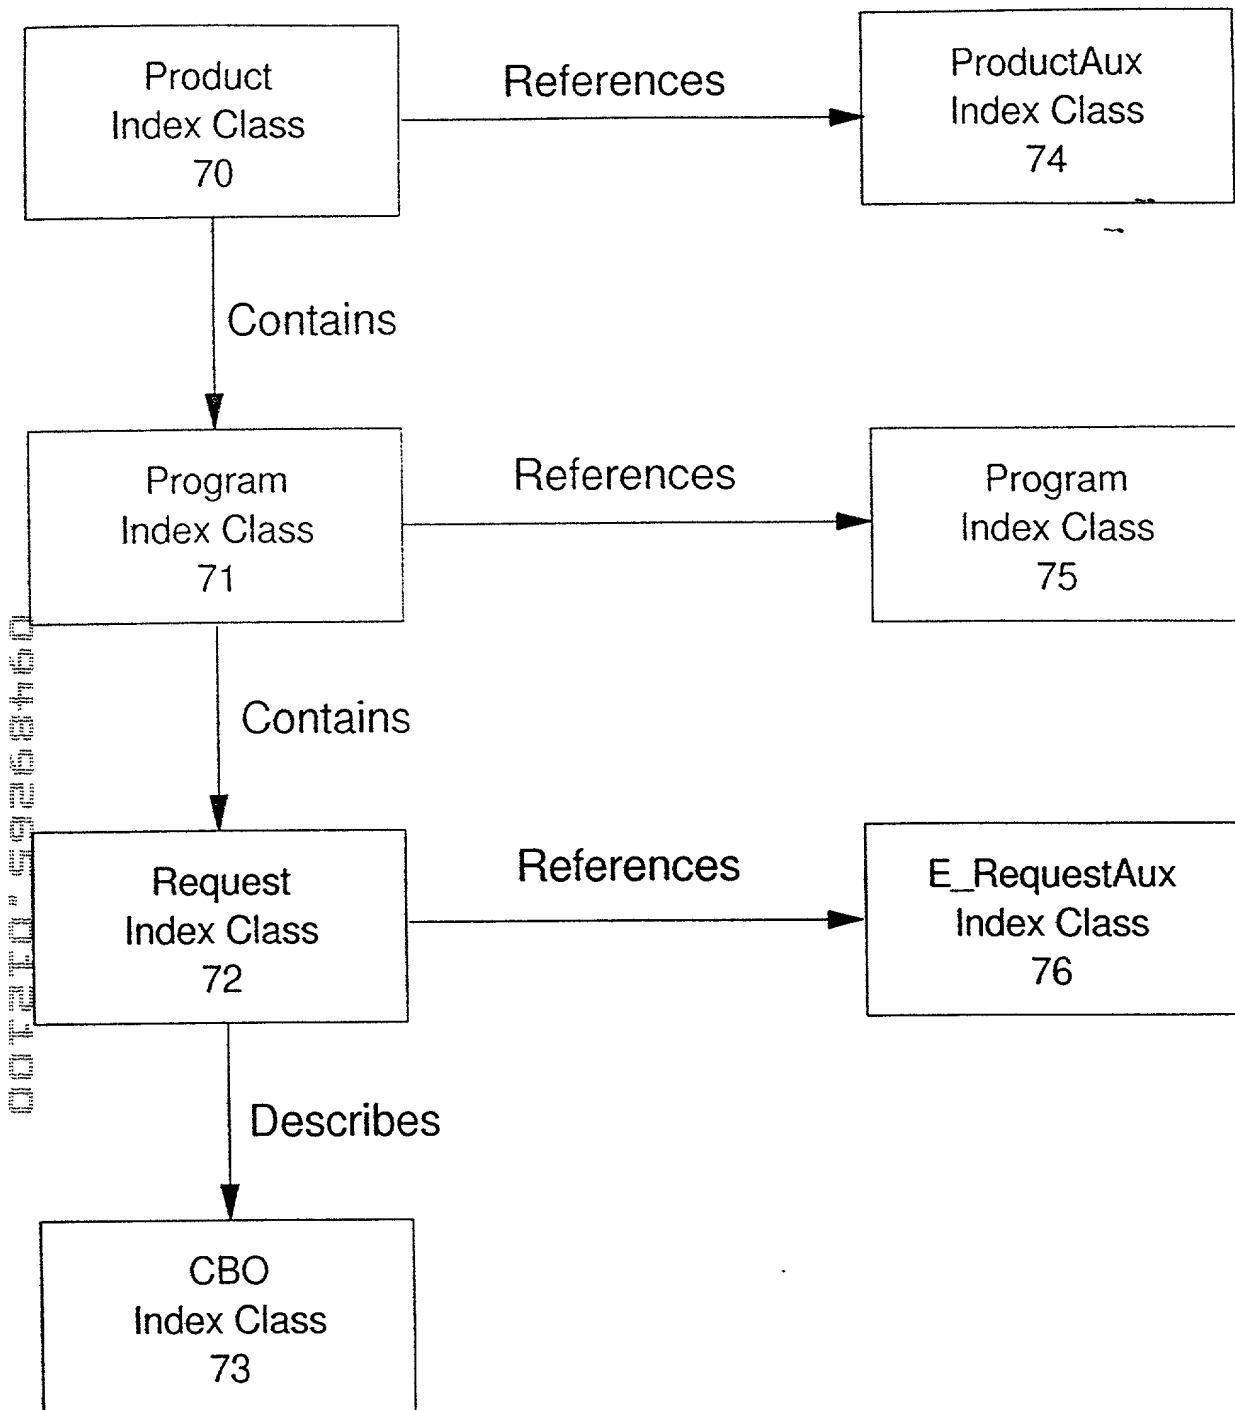 Product
Index Class
70
References
ProductAux
Index Class
74
Contains
Program
Index Class
71
References
Program
Index Class
75
Contains
Request
Index Class
72
References
E_RequestAux
Index Class
76
Describes
CBO
Index Class
73